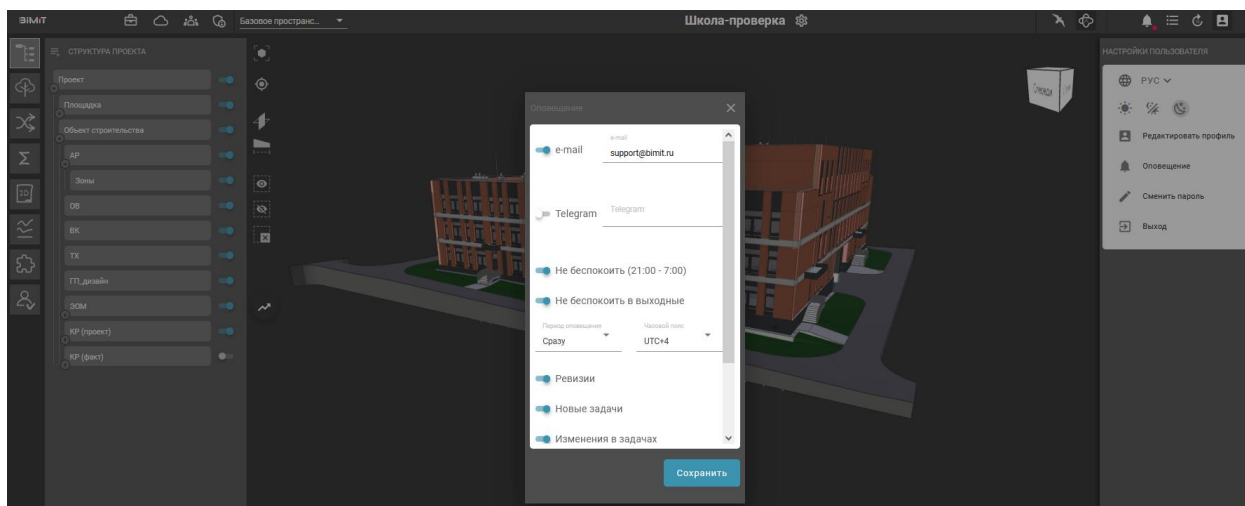 BIMIT
Базовое пространс...
Школа-проверка
СТРУКТУРА ПРОЕКТА
Проект
Площадка
Объект строительства
АР
Зоны
ОВ
ВК
ТХ
ГП_дизайн
ЭОМ
КР (проект)
КР (факт)
2D
Оповещение
e-mail
e-mail
support@bimit.ru
Telegram
Telegram
Не беспокоить (21:00 - 7:00)
Не беспокоить в выходные
Период оповещения
Часовой пояс
Сразу
UTC+4
Ревизии
Новые задачи
Изменения в задачах
Сохранить
НАСТРОЙКИ ПОЛЬЗОВАТЕЛЯ
РУС
Редактировать профиль
Оповещение
Сменить пароль
Выход